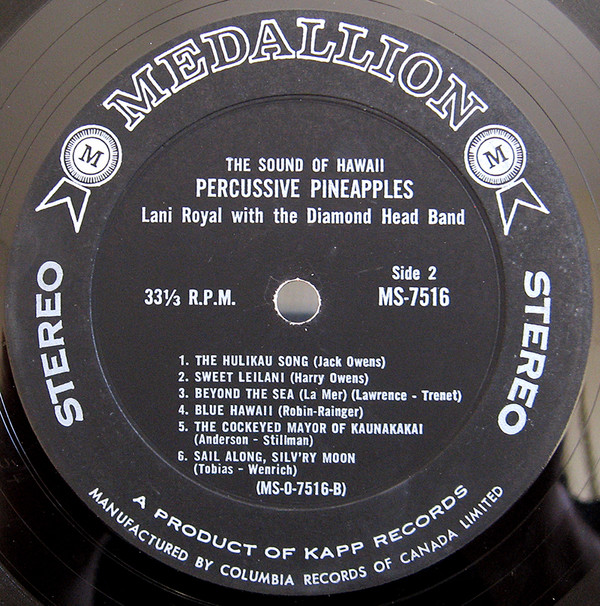 MEDALLION
M
M
THE SOUND OF HAWAII
PERCUSSIVE PINEAPPLES
Lani Royal with the Diamond Head Band
Side 2
33⅓ R.P.M.
MS-7516
STEREO
STEREO
1. THE HULIKAU SONG (Jack Owens)
2. SWEET LEILANI (Harry Owens)
3. BEYOND THE SEA (La Mer) (Lawrence - Trenet)
4. BLUE HAWAII (Robin-Rainger)
5. THE COCKEYED MAYOR OF KAUNAKAKAI
(Anderson - Stillman)
6. SAIL ALONG, SILV'RY MOON
(Tobias - Wenrich)
(MS-O-7516-B)
A PRODUCT OF KAPP RECORDS
MANUFACTURED BY COLUMBIA RECORDS OF CANADA LIMITED